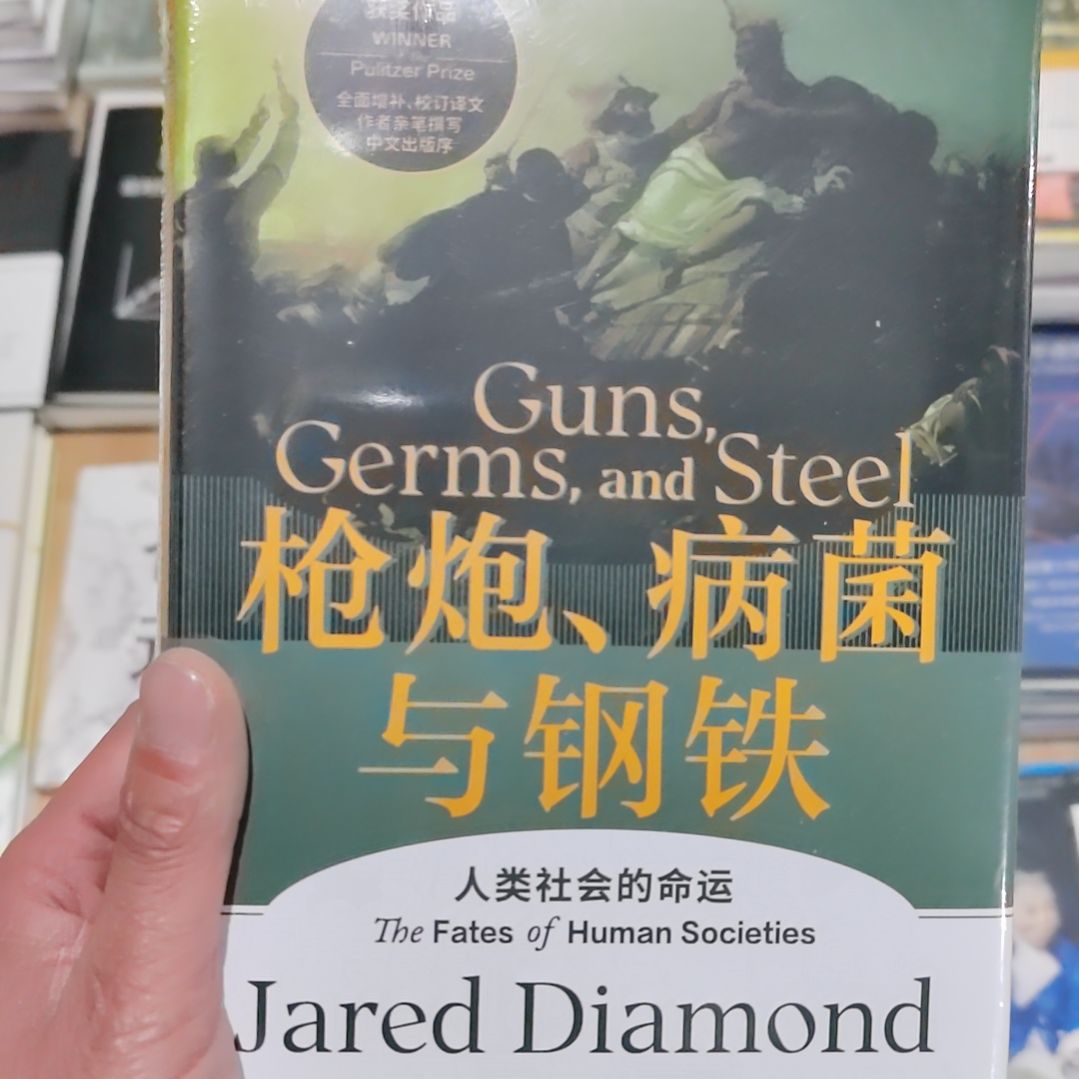 获奖作品
WINNER
Pulitzer Prize
全面增补、校订译文
作者亲笔撰写
中文出版序
Guns,
Germs, and Steel
枪炮、病菌
与钢铁
人类社会的命运
The Fates of Human Societies
Jared Diamond